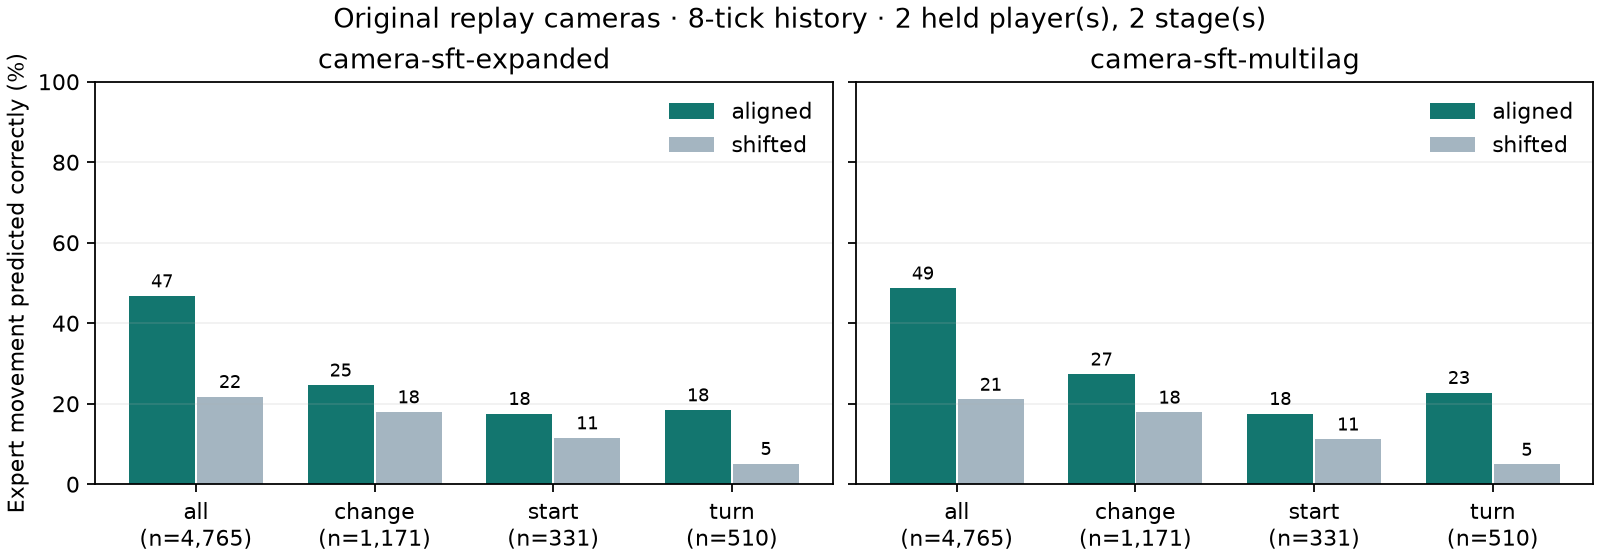 Original replay cameras · 8-tick history · 2 held player(s), 2 stage(s)
camera-sft-expanded
Expert movement predicted correctly (%)
100
80
60
40
20
0
aligned
shifted
47
22
25
18
18
11
18
5
all
(n=4,765)
change
(n=1,171)
start
(n=331)
turn
(n=510)
camera-sft-multilag
aligned
shifted
49
21
27
18
18
11
23
5
all
(n=4,765)
change
(n=1,171)
start
(n=331)
turn
(n=510)